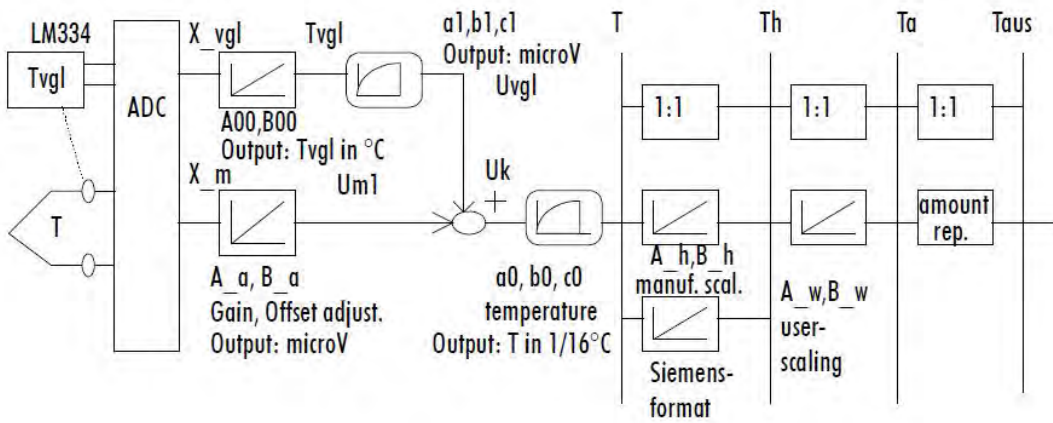 LM334
Tvgl
T
ADC
X_vgl
A00,B00
Output: Tvgl in °C
Tvgl
a1,b1,c1
Output: microV
Uvgl
X_m
Um1
A_a, B_a
Gain, Offset adjust.
Output: microV
Uk
+
a0, b0, c0
temperature
Output: T in 1/16°C
T
Th
Ta
Taus
1:1
1:1
1:1
A_h,B_h
manuf. scal.
Siemens-
format
A_w,B_w
user-
scaling
amount
rep.